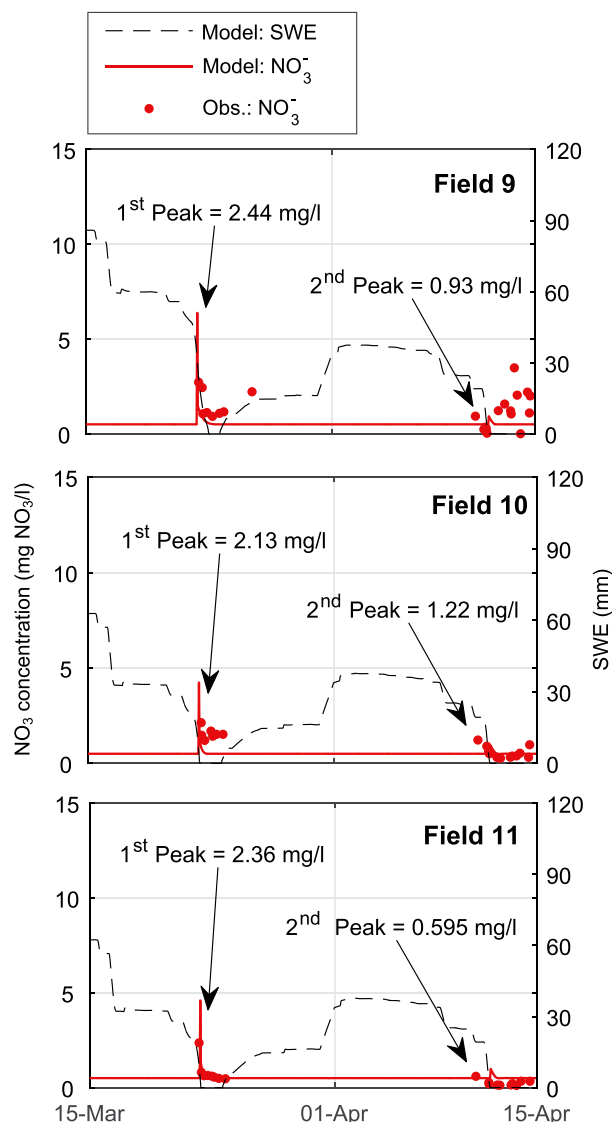 Model: SWE
Model: NO3-
Obs.: NO3-
15 120
Field 9
1st Peak = 2.44 mg/l
10 90
2nd Peak = 0.93 mg/l
5 60
30
0 0
15 120
Field 10
1st Peak = 2.13 mg/l
10 90
2nd Peak = 1.22 mg/l
60
5
30
0 0
NO3 concentration (mg NO3/l)
SWE (mm)
15 120
Field 11
1st Peak = 2.36 mg/l
10 90
2nd Peak = 0.595 mg/l
60
5
30
0 0
15-Mar 01-Apr 15-Apr